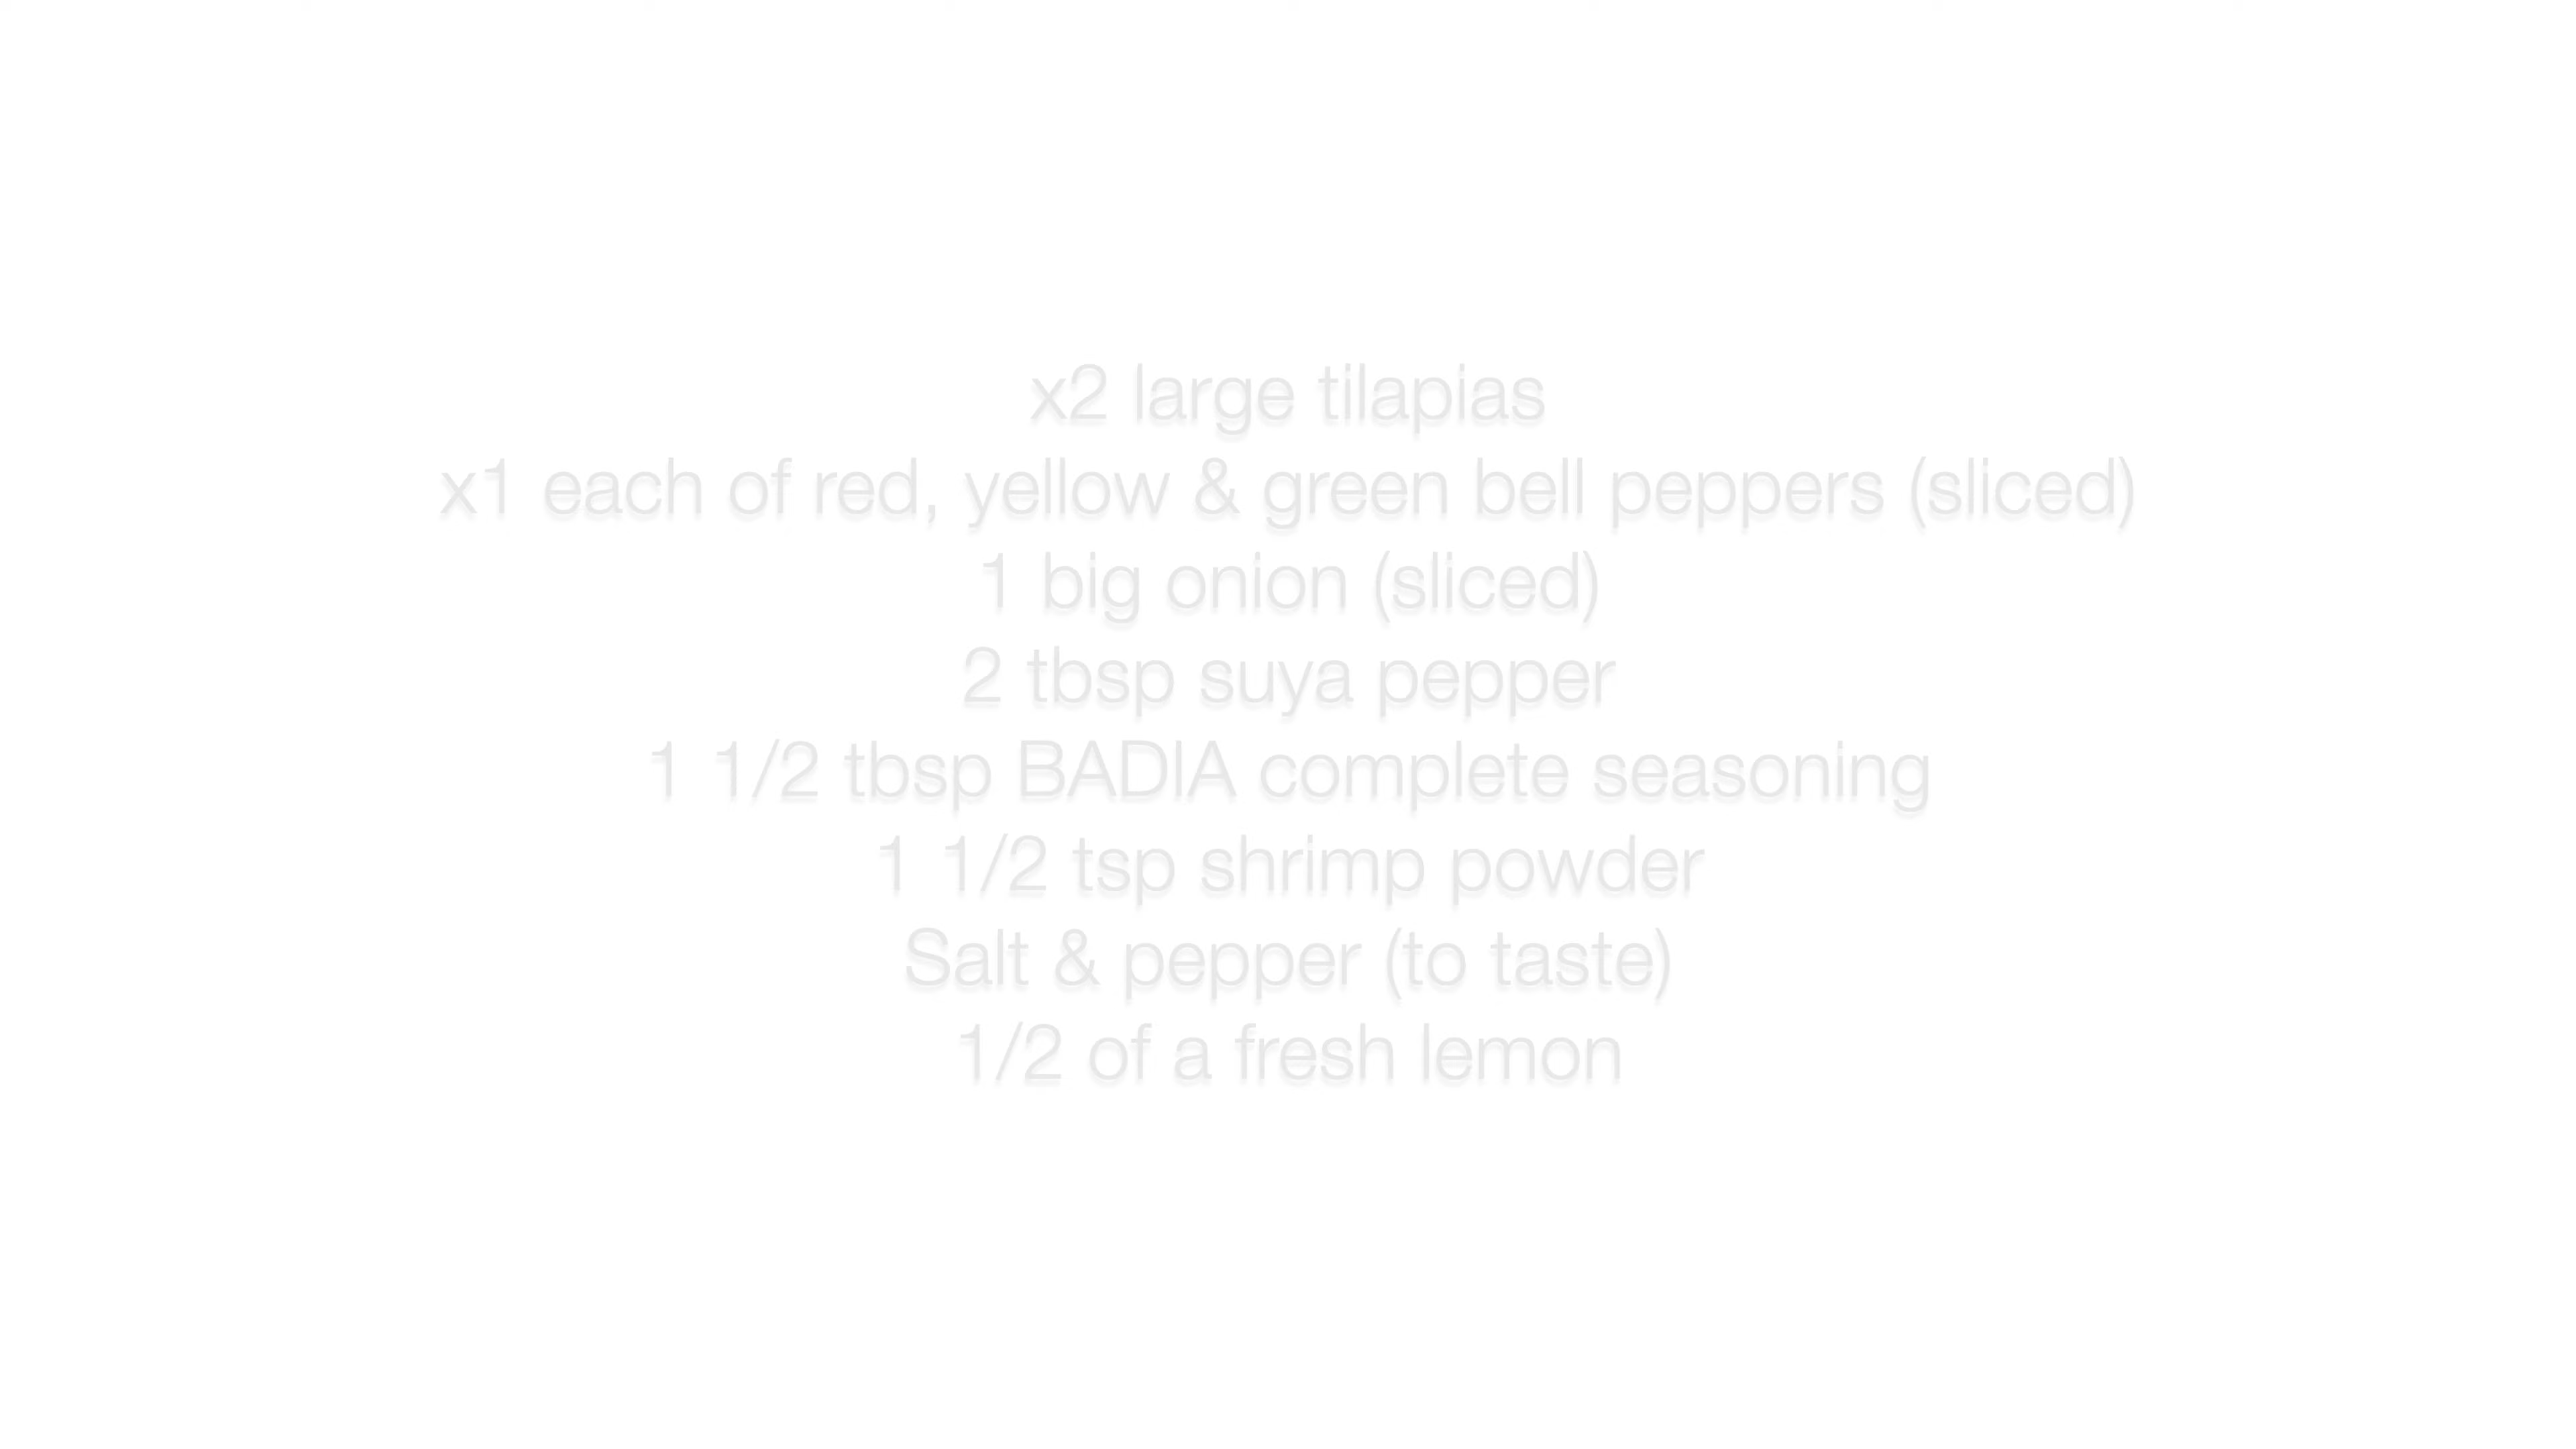 x2 large tilapias
x1 each of red, yellow & green bell peppers (sliced)
1 big onion (sliced)
2 tbsp suya pepper
1 1/2 tbsp BADIA complete seasoning
1 1/2 tsp shrimp powder
Salt & pepper (to taste)
1/2 of a fresh lemon